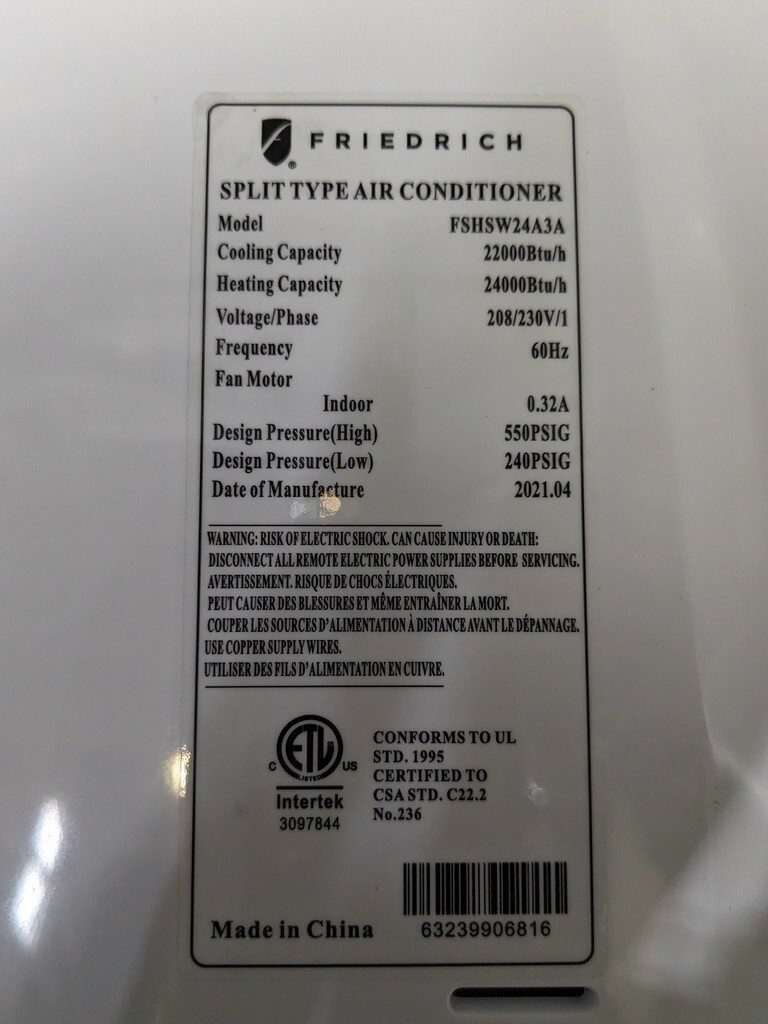 FRIEDRICH
SPLIT TYPE AIR CONDITIONER
Model FSHSW24A3A
Cooling Capacity 22000Btu/h
Heating Capacity 24000Btu/h
Voltage/Phase 208/230V/1
Frequency 60Hz
Fan Motor
Indoor 0.32A
Design Pressure(High) 550PSIG
Design Pressure(Low) 240PSIG
Date of Manufacture 2021.04
WARNING: RISK OF ELECTRIC SHOCK. CAN CAUSE INJURY OR DEATH:
DISCONNECT ALL REMOTE ELECTRIC POWER SUPPLIES BEFORE SERVICING.
AVERTISSEMENT. RISQUE DE CHOCS ÉLECTRIQUES.
PEUT CAUSER DES BLESSURES ET MÊME ENTRAÎNER LA MORT.
COUPER LES SOURCES D'ALIMENTATION À DISTANCE AVANT LE DÉPANNAGE.
USE COPPER SUPPLY WIRES.
UTILISER DES FILS D'ALIMENTATION EN CUIVRE.
ETL
C LISTED US
Intertek
3097844
CONFORMS TO UL
STD. 1995
CERTIFIED TO
CSA STD. C22.2
No.236
Made in China
63239906816